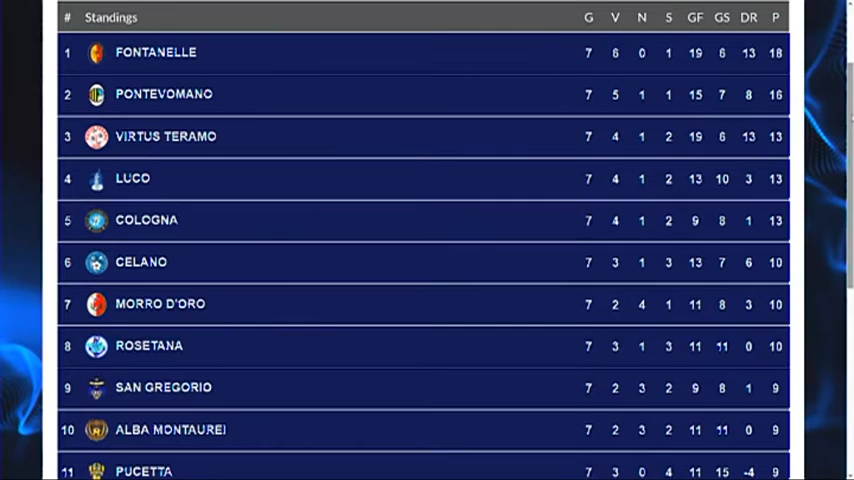 # Standings G V N S GF GS DR P
1 FONTANELLE 7 6 0 1 19 6 13 18
2 PONTEVOMANO 7 5 1 1 15 7 8 16
3 VIRTUS TERAMO 7 4 1 2 19 6 13 13
4 LUCO 7 4 1 2 13 10 3 13
5 COLOGNA 7 4 1 2 9 8 1 13
6 CELANO 7 3 1 3 13 7 6 10
7 MORRO D'ORO 7 2 4 1 11 8 3 10
8 ROSETANA 7 3 1 3 11 11 0 10
9 SAN GREGORIO 7 2 3 2 9 8 1 9
10 ALBA MONTAUREI 7 2 3 2 11 11 0 9
11 PUCETTA 7 3 0 4 11 15 -4 9